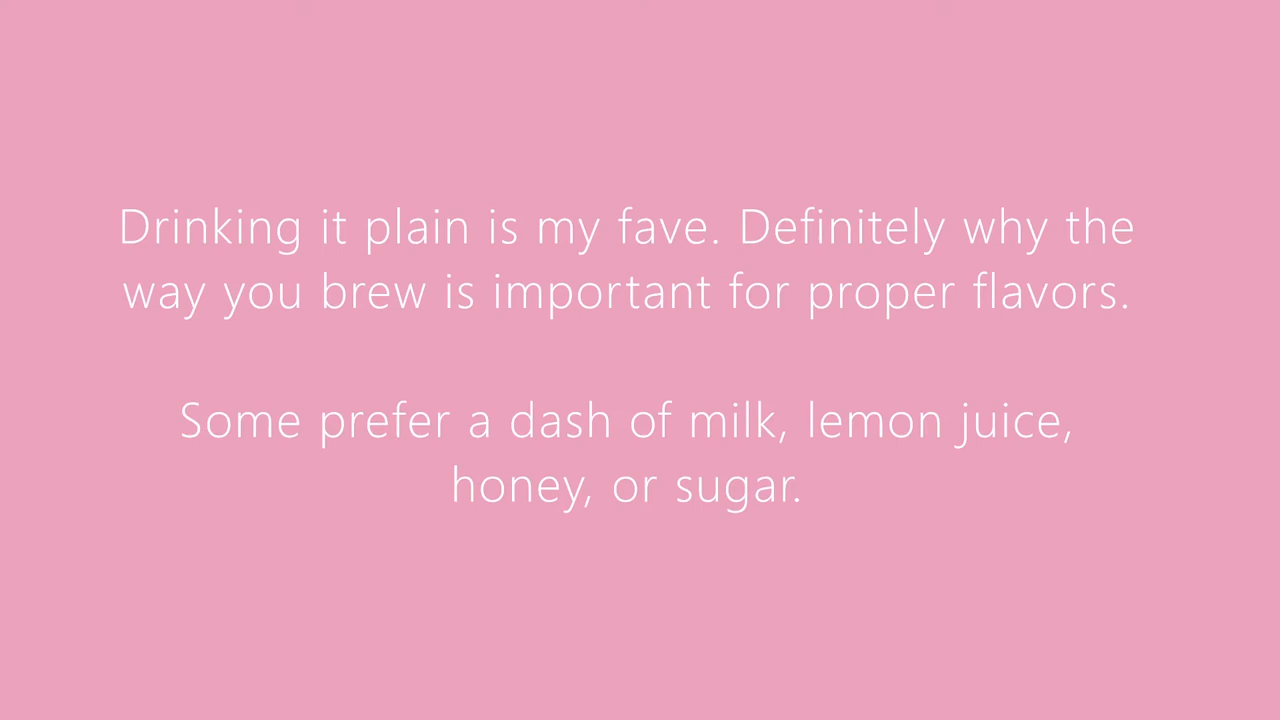 Drinking it plain is my fave. Definitely why the
way you brew is important for proper flavors.
Some prefer a dash of milk, lemon juice,
honey, or sugar.